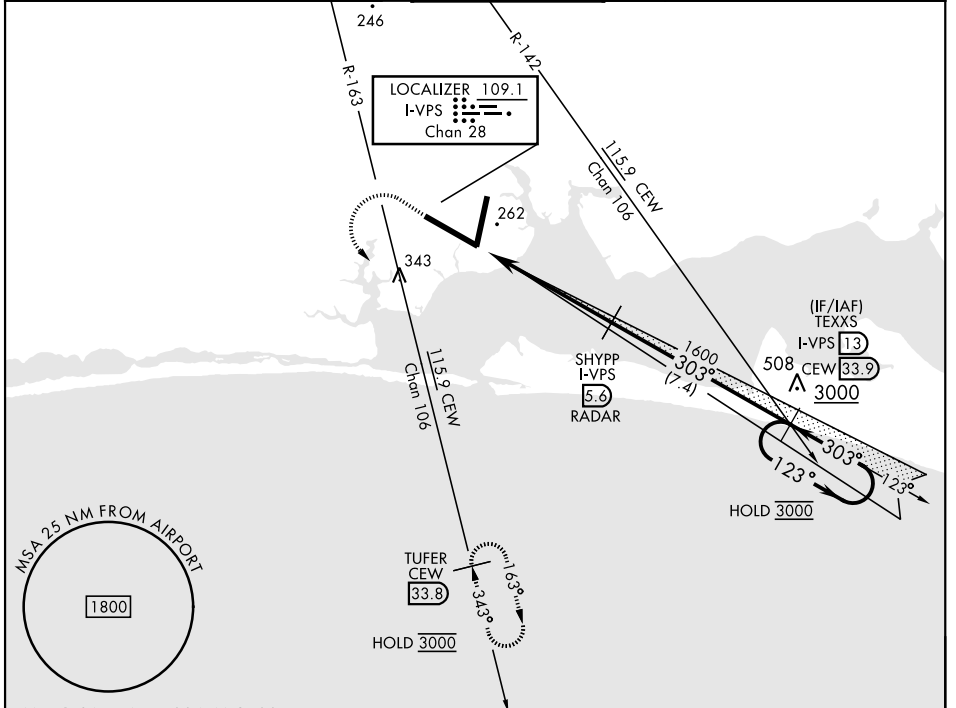 246
R-163
R-142
LOCALIZER 109.1
I-VPS
Chan 28
115.9 CEW
Chan 106
262
343
(IF/IAF)
TEXXS
I-VPS 13
CEW 33.9
3000
508
1600
303°
(7.4)
SHYPP
I-VPS
5.6
RADAR
115.9 CEW
Chan 106
303°
123°
123°
HOLD 3000
MSA 25 NM FROM AIRPORT
1800
TUFER
CEW
33.8
163°
343°
HOLD 3000